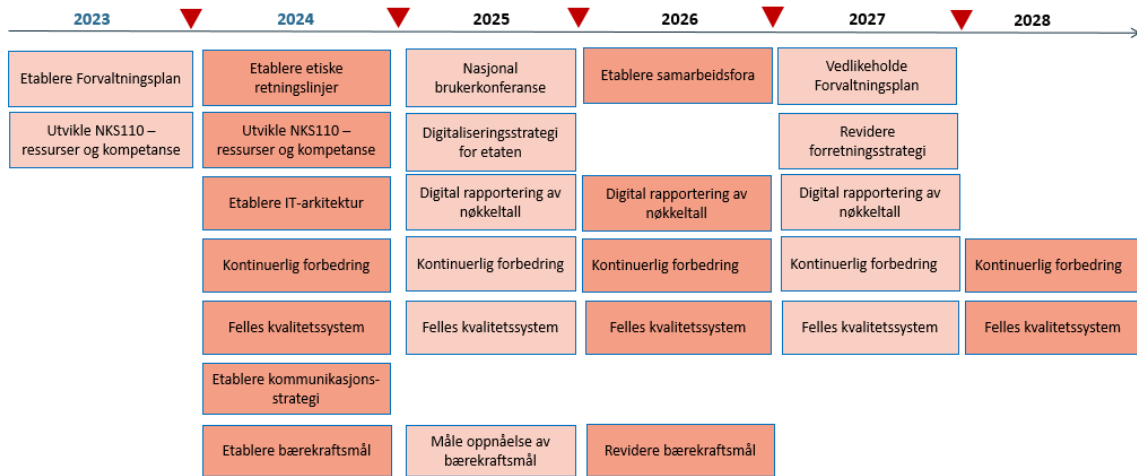 2023 2024 2025 2026 2027 2028
Etablere Forvaltningsplan
Etablere etiske
retningslinjer
Nasjonal
brukerkonferanse
Etablere samarbeidsfora
Vedlikeholde
Forvaltningsplan
Utvikle NKS110 –
ressurser og kompetanse
Utvikle NKS110 –
ressurser og kompetanse
Digitaliseringsstrategi
for etaten
Revidere
forretningsstrategi
Etablere IT-arkitektur
Digital rapportering av
nøkkeltall
Digital rapportering av
nøkkeltall
Digital rapportering av
nøkkeltall
Kontinuerlig forbedring
Kontinuerlig forbedring
Kontinuerlig forbedring
Kontinuerlig forbedring
Kontinuerlig forbedring
Felles kvalitetssystem
Felles kvalitetssystem
Felles kvalitetssystem
Felles kvalitetssystem
Felles kvalitetssystem
Etablere kommunikasjons-
strategi
Etablere bærekraftsmål
Måle oppnåelse av
bærekraftsmål
Revidere bærekraftsmål